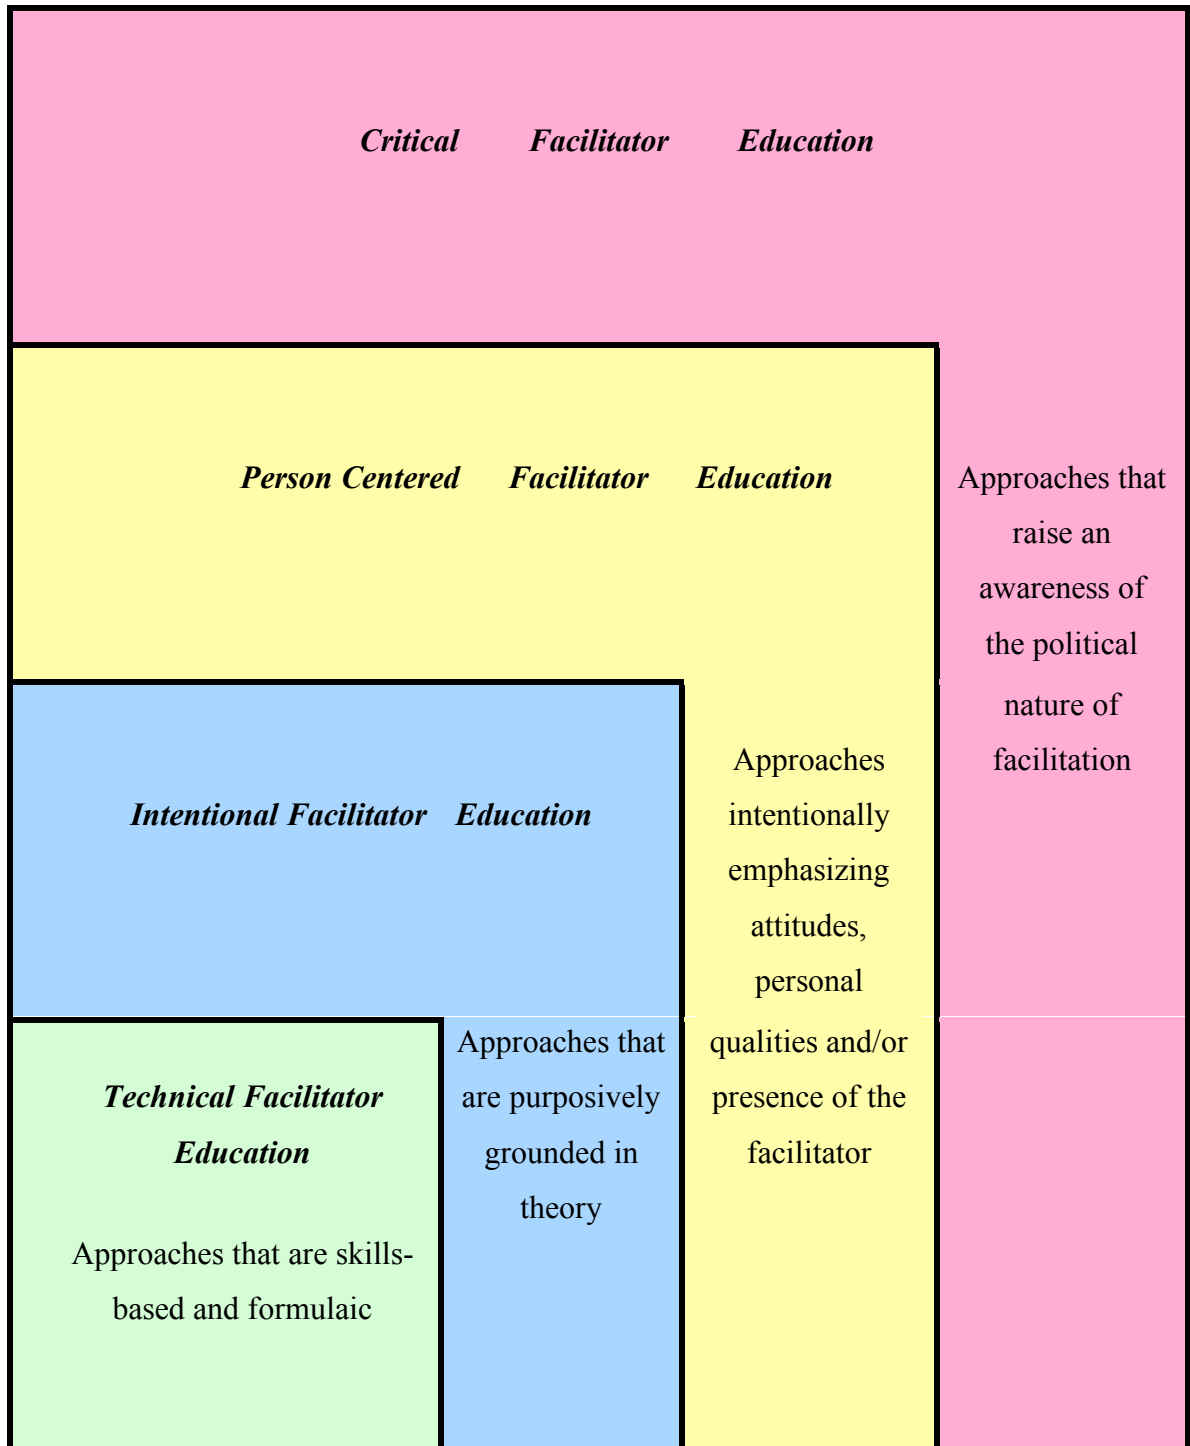 Critical Facilitator Education
Person Centered Facilitator Education
Approaches that
raise an
awareness of
the political
nature of
facilitation
Intentional Facilitator Education
Approaches
intentionally
emphasizing
attitudes,
personal
qualities and/or
presence of the
facilitator
Technical Facilitator
Education
Approaches that are skills-
based and formulaic
Approaches that
are purposively
grounded in
theory